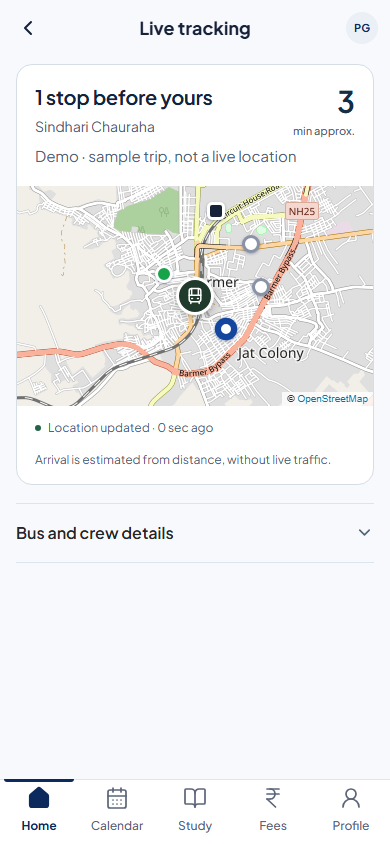 Live tracking
PG
1 stop before yours
3
Sindhari Chauraha
min approx.
Demo · sample trip, not a live location
Circuit House Road
NH25
Barmer Bypass
rmer
Jat Colony
Barmer Bypass
© OpenStreetMap
Location updated · 0 sec ago
Arrival is estimated from distance, without live traffic.
Bus and crew details
Home
Calendar
Study
Fees
Profile